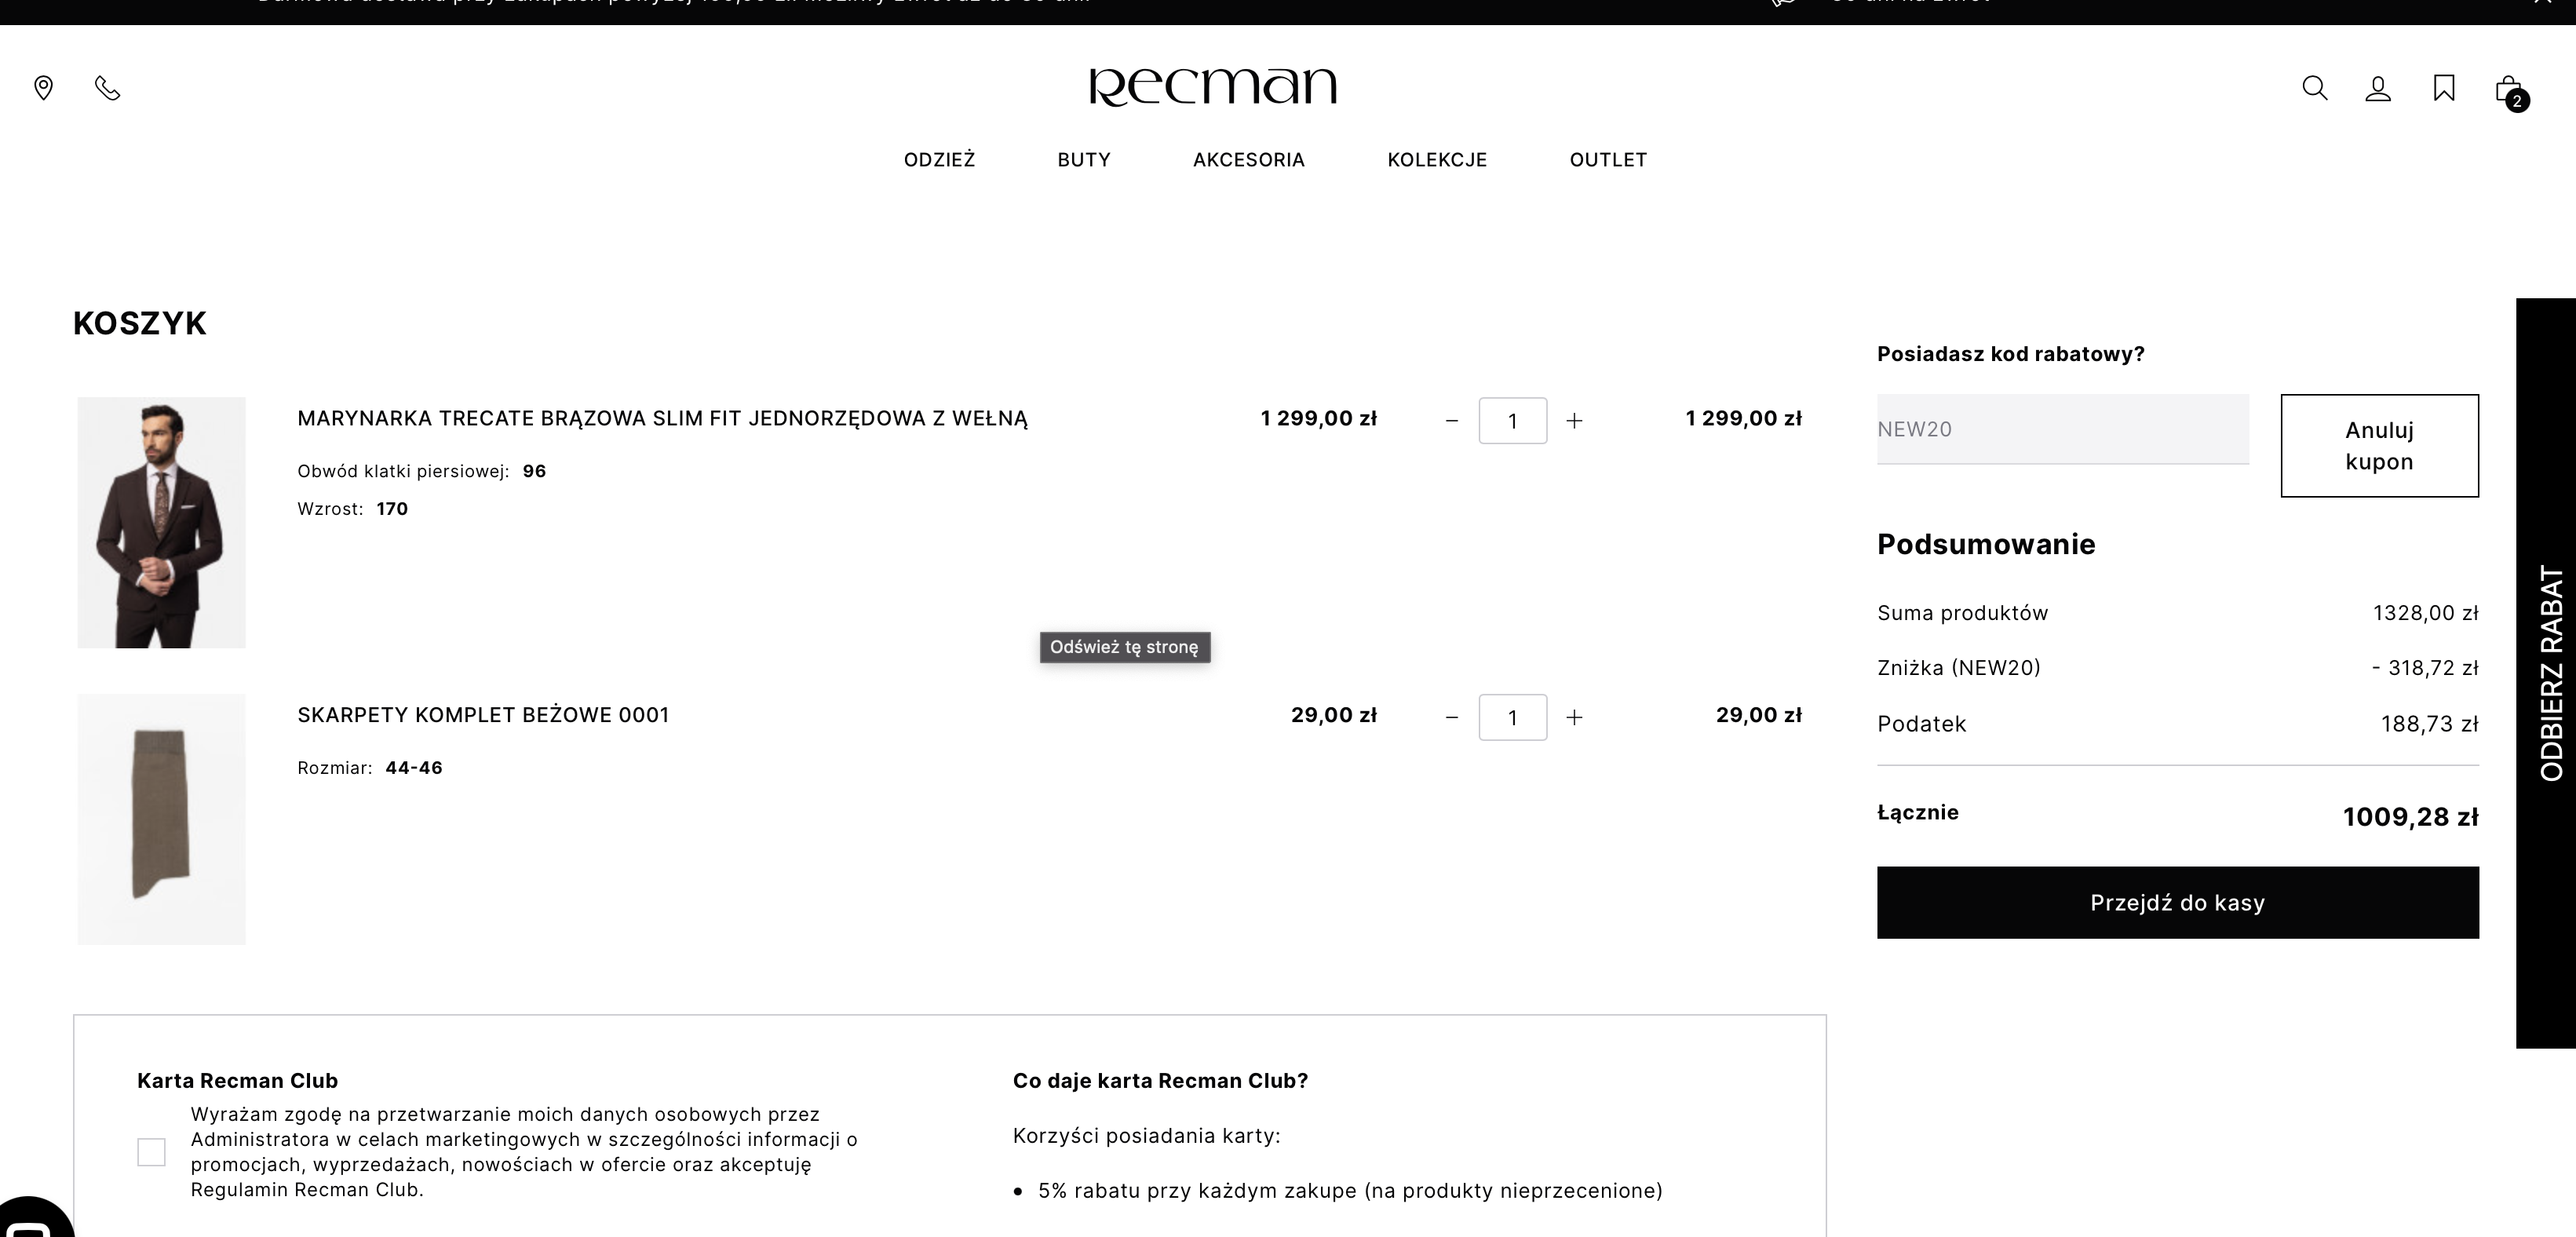 Recman
2
ODZIEŻ BUTY AKCESORIA KOLEKCJE OUTLET
KOSZYK
MARYNARKA TRECATE BRĄZOWA SLIM FIT JEDNORZĘDOWA Z WEŁNĄ 1 299,00 zł − 1 + 1 299,00 zł
Obwód klatki piersiowej: 96
Wzrost: 170
Odśwież tę stronę
SKARPETY KOMPLET BEŻOWE 0001 29,00 zł − 1 + 29,00 zł
Rozmiar: 44-46
Posiadasz kod rabatowy?
NEW20
Anuluj
kupon
Podsumowanie
Suma produktów 1328,00 zł
Zniżka (NEW20) - 318,72 zł
Podatek 188,73 zł
Łącznie 1009,28 zł
Przejdź do kasy
ODBIERZ RABAT
Karta Recman Club
Wyrażam zgodę na przetwarzanie moich danych osobowych przez
Administratora w celach marketingowych w szczególności informacji o
promocjach, wyprzedażach, nowościach w ofercie oraz akceptuję
Regulamin Recman Club.
Co daje karta Recman Club?
Korzyści posiadania karty:
• 5% rabatu przy każdym zakupe (na produkty nieprzecenione)